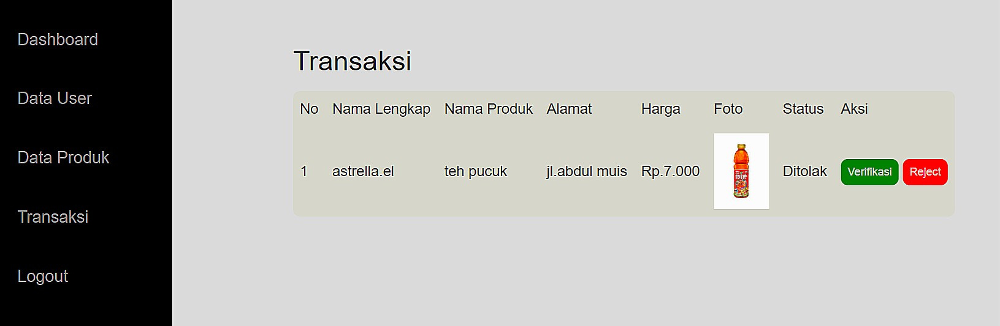 Dashboard
Data User
Data Produk
Transaksi
Logout
Transaksi
No Nama Lengkap Nama Produk Alamat Harga Foto Status Aksi
1 astrella.el teh pucuk jl.abdul muis Rp.7.000 Ditolak Verifikasi Reject